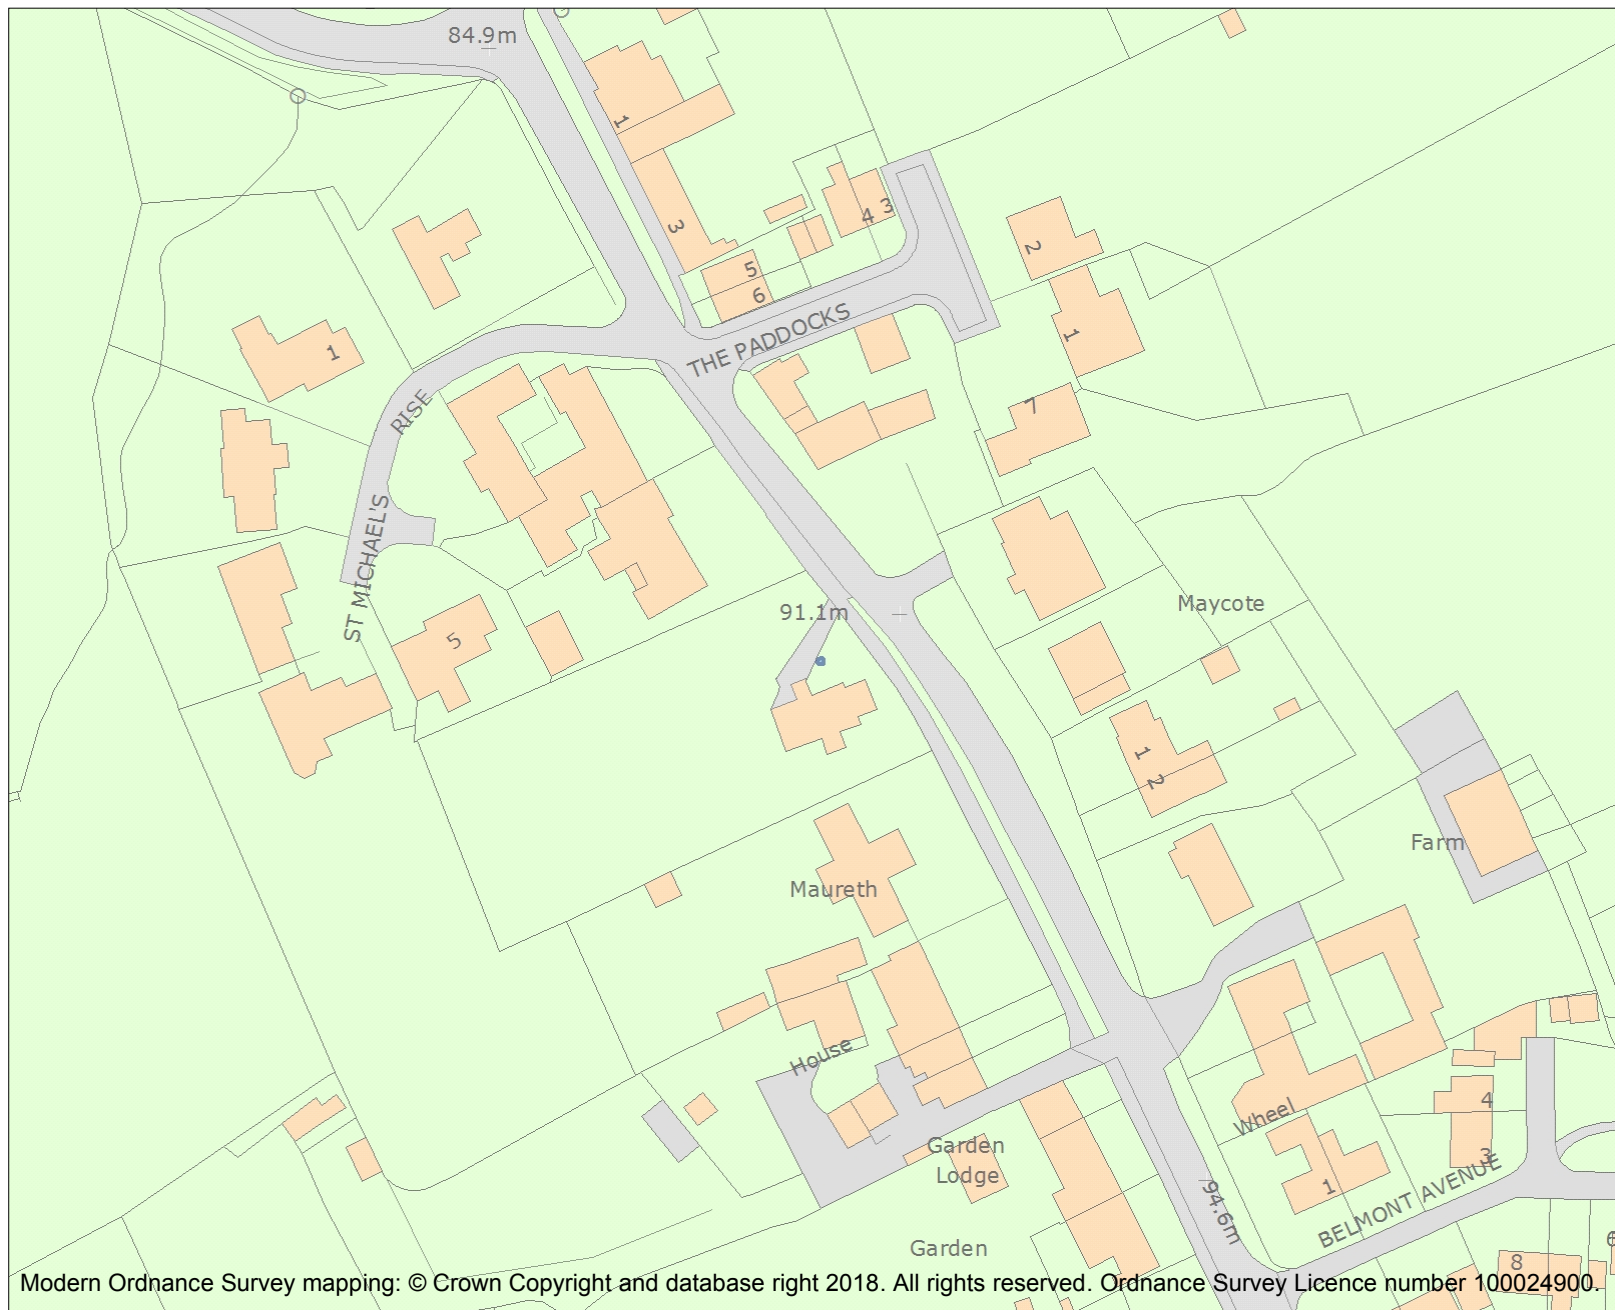 84.9m
1
3
4
3
5
6
2
THE PADDOCKS
1
1
RISE
7
ST MICHAEL'S
5
91.1m
Maycote
1
2
Farm
Maureth
House
Wheel
4
3
Garden
Lodge
1
94.6m
BELMONT AVENUE
Garden
8
Modern Ordnance Survey mapping: © Crown Copyright and database right 2018. All rights reserved. Ordnance Survey Licence number 100024900.